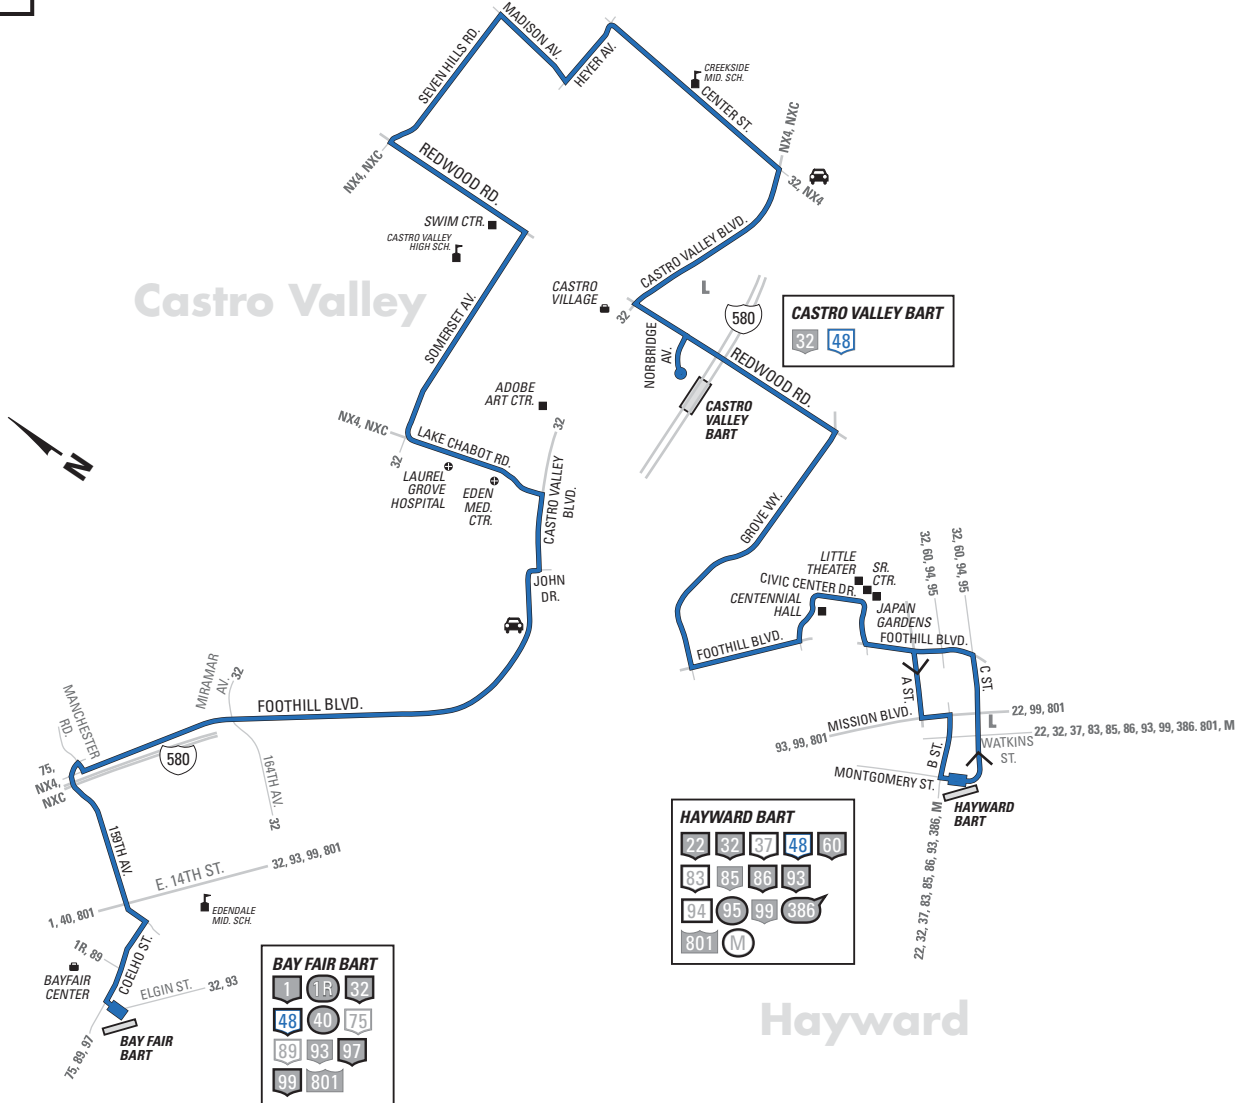 MADISON AV.
SEVEN HILLS RD.
HEYER AV.
CREEKSIDE
MID. SCH.
CENTER ST.
NX4, NXC
32, NX4
NX4, NXC
REDWOOD RD.
SWIM CTR.
CASTRO VALLEY
HIGH SCH.
Castro Valley
SOMERSET AV.
CASTRO VALLEY BLVD.
CASTRO
VILLAGE
32
L
580
NORBRIDGE
AV.
REDWOOD RD.
CASTRO VALLEY BART
32 48
CASTRO
VALLEY
BART
ADOBE
ART CTR.
NX4, NXC
32
LAKE CHABOT RD.
32
LAUREL
GROVE
HOSPITAL
EDEN
MED.
CTR.
CASTRO VALLEY
BLVD.
N
JOHN
DR.
GROVE WY.
LITTLE
THEATER
SR.
CTR.
CIVIC CENTER DR.
CENTENNIAL
HALL
JAPAN
GARDENS
32, 60, 94, 95
32, 60, 94, 95
FOOTHILL BLVD.
FOOTHILL BLVD.
A ST.
C ST.
MISSION BLVD.
93, 99, 801
22, 99, 801
L
22, 32, 37, 83, 85, 86, 93, 99, 386. 801, M
WATKINS
ST.
B ST.
MONTGOMERY ST.
HAYWARD
BART
22, 32, 37, 83, 85, 86, 93, 386, M
MANCHESTER
RD.
MIRAMAR
AV.
32
FOOTHILL BLVD.
580
75,
NX4,
NXC
164TH AV.
32
159TH AV.
E. 14TH ST.
32, 93, 99, 801
1, 40, 801
EDENDALE
MID. SCH.
1R, 89
COELHO ST.
BAYFAIR
CENTER
ELGIN ST.
32, 93
BAY FAIR
BART
75, 89, 97
BAY FAIR BART
1 1R 32
48 40 75
89 93 97
99 801
HAYWARD BART
22 32 37 48 60
83 85 86 93
94 95 99 386
801 M
Hayward